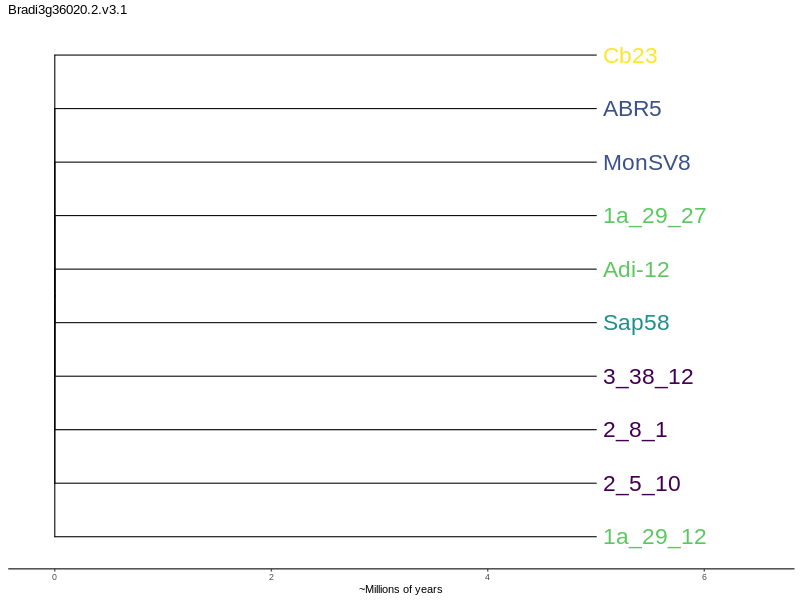 Bradi3g36020.2.v3.1
Cb23
ABR5
MonSV8
1a_29_27
Adi-12
Sap58
3_38_12
2_8_1
2_5_10
1a_29_12
0 2 4 6
~Millions of years